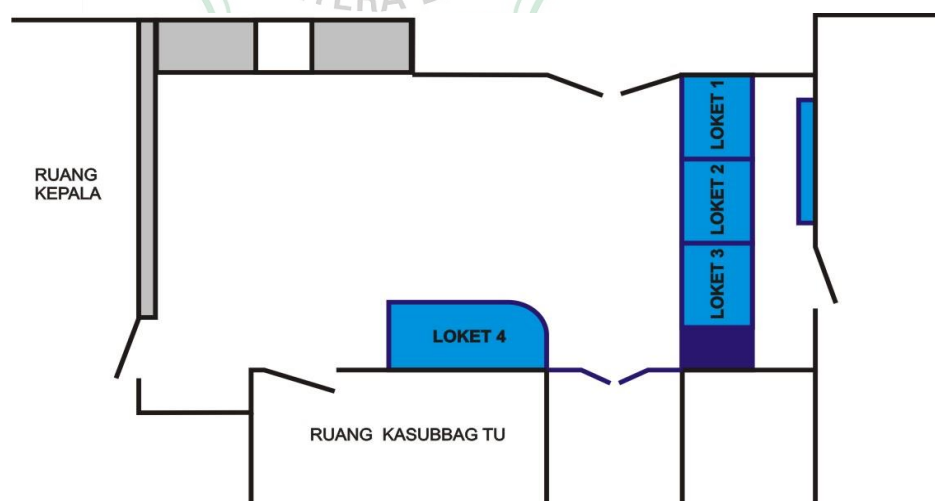 RUANG
KEPALA
LOKET 1
LOKET 2
LOKET 3
LOKET 4
RUANG KASUBBAG TU